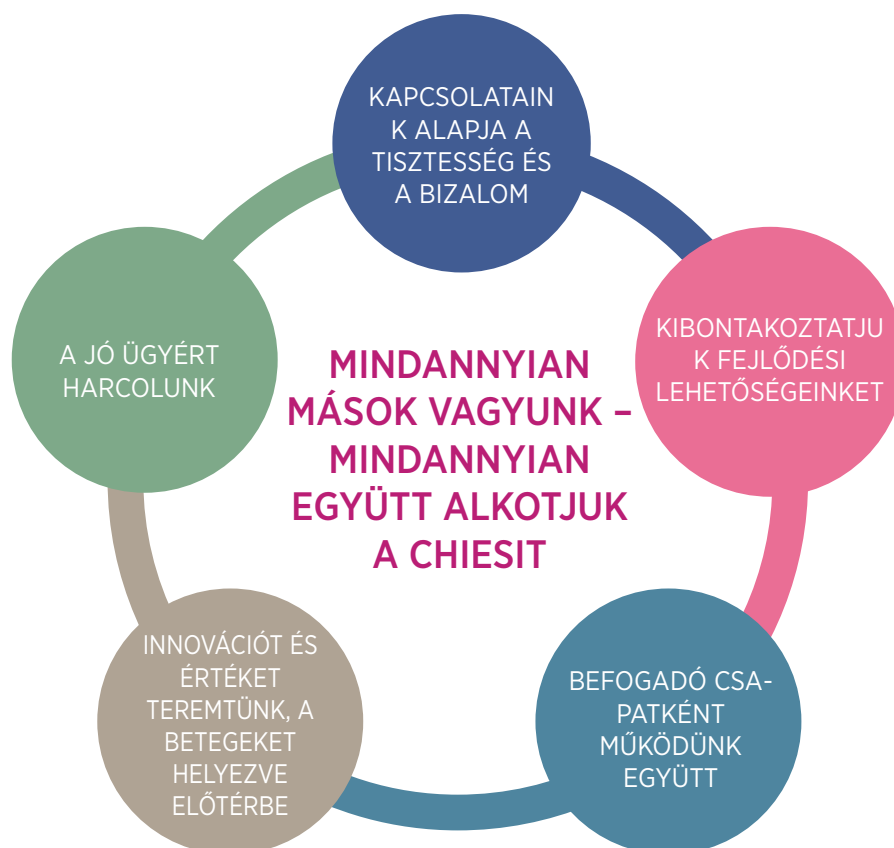 KAPCSOLATAIN
K ALAPJA A
TISZTESSÉG ÉS
A BIZALOM
KIBONTAKOZTATJU
K FEJLŐDÉSI
LEHETŐSÉGEINKET
BEFOGADÓ CSA-
PATKÉNT
MŰKÖDÜNK
EGYÜTT
INNOVÁCIÓT ÉS
ÉRTÉKET
TEREMTÜNK, A
BETEGEKET
HELYEZVE
ELŐTÉRBE
A JÓ ÜGYÉRT
HARCOLUNK
MINDANNYIAN
MÁSOK VAGYUNK –
MINDANNYIAN
EGYÜTT ALKOTJUK
A CHIESIT